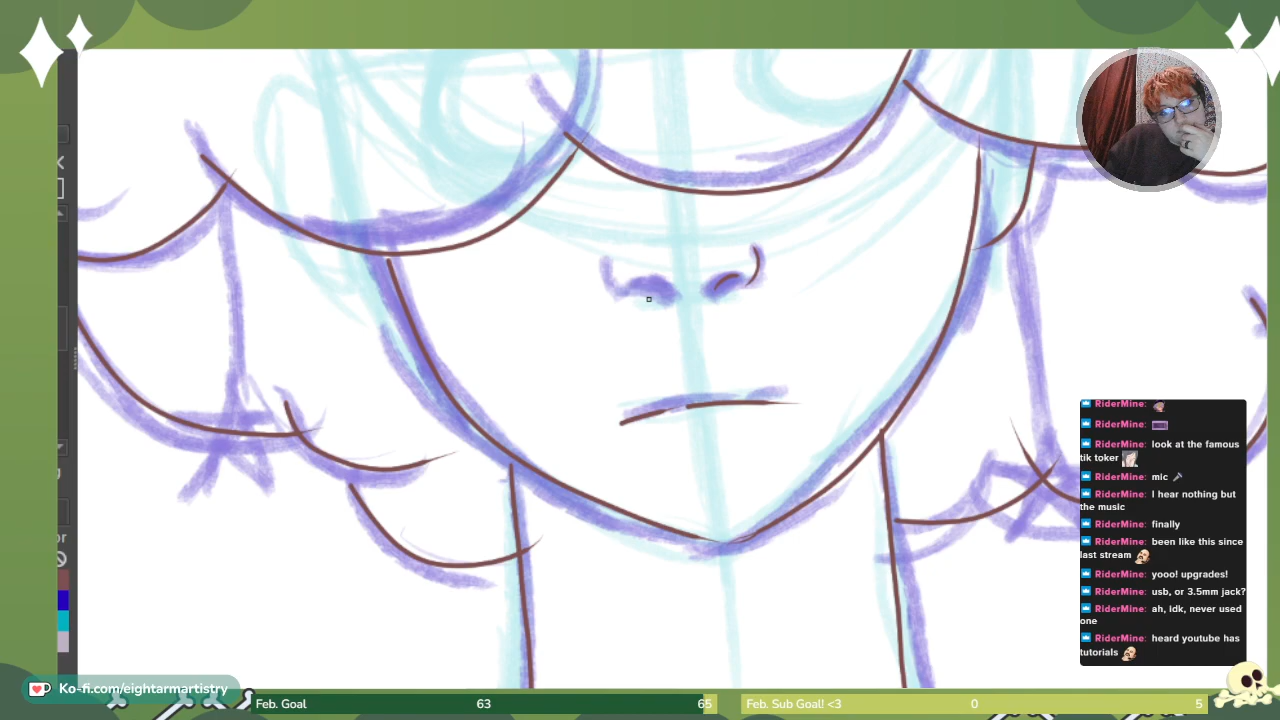 RiderMine:
RiderMine:
RiderMine: look at the famous
tik toker
RiderMine: mic
RiderMine: I hear nothing but
the music
RiderMine: finally
RiderMine: been like this since
last stream
RiderMine: yooo! upgrades!
RiderMine: usb, or 3.5mm jack?
RiderMine: ah, idk, never used
one
RiderMine: heard youtube has
tutorials
or
Ko-fi.com/eightarmartistry
Feb. Goal 63 65
Feb. Sub Goal! <3 0 5